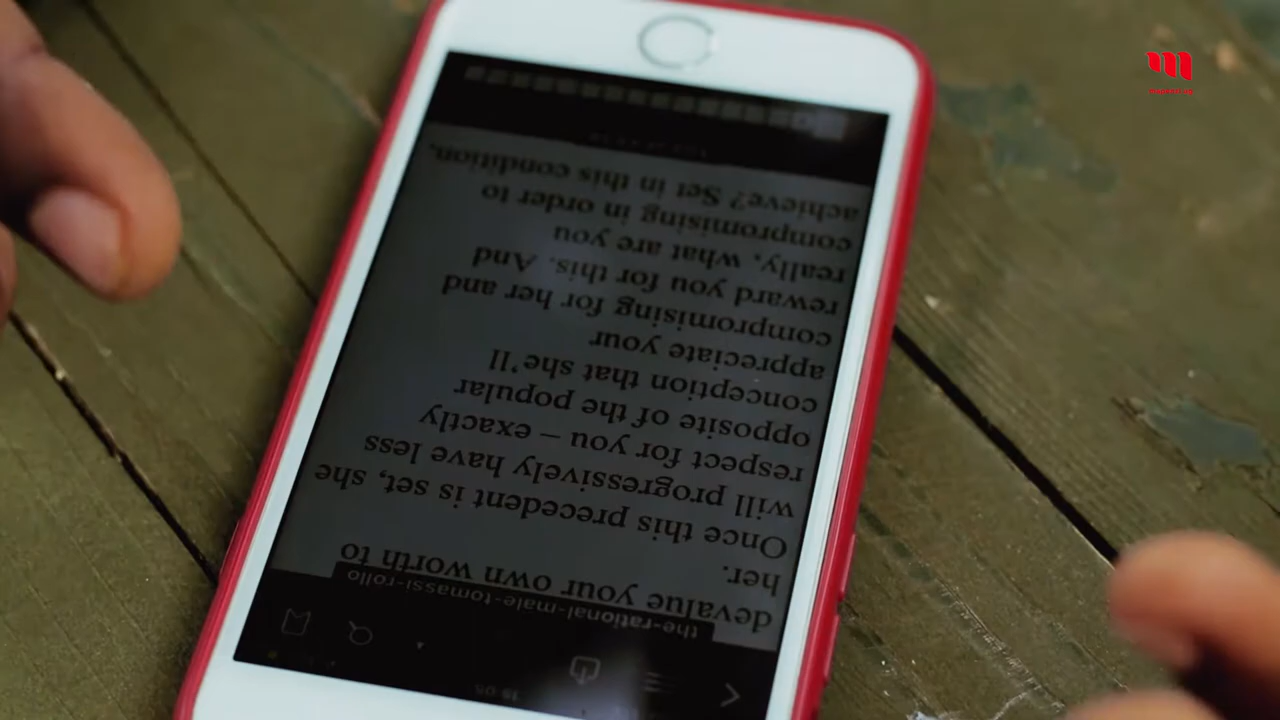 19:05
the-rational-male-tomassi-rollo
devalue your own worth to
her.
Once this precedent is set, she
will progressively have less
respect for you – exactly
opposite of the popular
conception that she'll
appreciate your
compromising for her and
reward you for this. And
really, what are you
compromising in order to
achieve? Set in this condition,